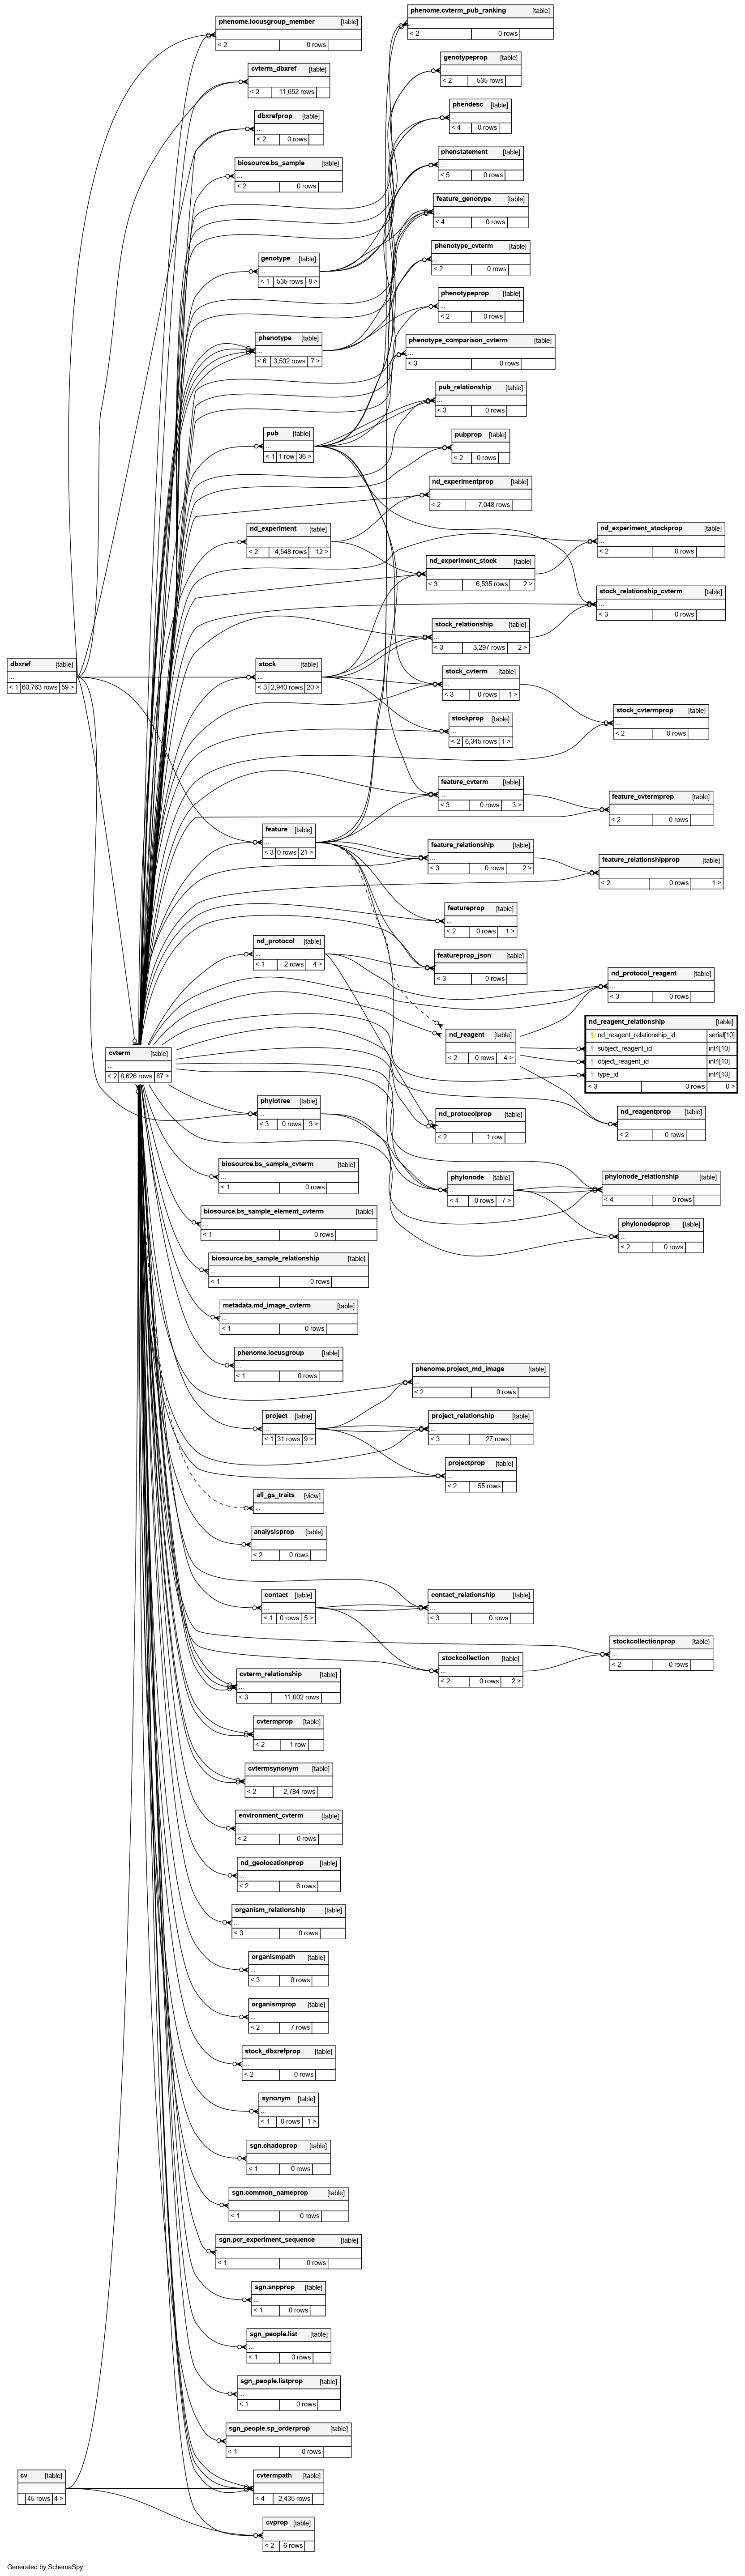 phenome.locusgroup_member [table]
...
< 2 0 rows
cvterm_dbxref [table]
...
< 2 11,652 rows
dbxrefprop [table]
...
< 2 0 rows
biosource.bs_sample [table]
...
< 2 0 rows
genotype [table]
...
< 1 535 rows 8 >
phenotype [table]
...
< 6 3,502 rows 7 >
pub [table]
...
< 1 1 row 36 >
nd_experiment [table]
...
< 2 4,548 rows 12 >
dbxref [table]
...
< 1 60,763 rows 59 >
stock [table]
...
< 3 2,940 rows 20 >
feature [table]
...
< 3 0 rows 21 >
nd_protocol [table]
...
< 1 2 rows 4 >
cvterm [table]
...
< 2 8,626 rows 87 >
phylotree [table]
...
< 3 0 rows 3 >
phenome.cvterm_pub_ranking [table]
...
< 2 0 rows
genotypeprop [table]
...
< 2 535 rows
phendesc [table]
...
< 4 0 rows
phenstatement [table]
...
< 5 0 rows
feature_genotype [table]
...
< 4 0 rows
phenotype_cvterm [table]
...
< 2 0 rows
phenotypeprop [table]
...
< 2 0 rows
phenotype_comparison_cvterm [table]
...
< 3 0 rows
pub_relationship [table]
...
< 3 0 rows
pubprop [table]
...
< 2 0 rows
nd_experimentprop [table]
...
< 2 7,048 rows
nd_experiment_stock [table]
...
< 3 6,535 rows 2 >
stock_relationship [table]
...
< 3 3,297 rows 2 >
stock_cvterm [table]
...
< 3 0 rows 1 >
stockprop [table]
...
< 2 6,345 rows 1 >
feature_cvterm [table]
...
< 3 0 rows 3 >
feature_relationship [table]
...
< 3 0 rows 2 >
featureprop [table]
...
< 2 0 rows 1 >
featureprop_json [table]
...
< 3 0 rows
nd_reagent [table]
...
< 2 0 rows 4 >
nd_protocolprop [table]
...
< 2 1 row
phylonode [table]
...
< 4 0 rows 7 >
nd_experiment_stockprop [table]
...
< 2 0 rows
stock_relationship_cvterm [table]
...
< 3 0 rows
stock_cvtermprop [table]
...
< 2 0 rows
feature_cvtermprop [table]
...
< 2 0 rows
feature_relationshipprop [table]
...
< 2 0 rows 1 >
nd_protocol_reagent [table]
...
< 3 0 rows
nd_reagent_relationship [table]
nd_reagent_relationship_id serial[10]
subject_reagent_id int4[10]
object_reagent_id int4[10]
type_id int4[10]
< 3 0 rows 0 >
nd_reagentprop [table]
...
< 2 0 rows
phylonode_relationship [table]
...
< 4 0 rows
phylonodeprop [table]
...
< 2 0 rows
biosource.bs_sample_cvterm [table]
...
< 1 0 rows
biosource.bs_sample_element_cvterm [table]
...
< 1 0 rows
biosource.bs_sample_relationship [table]
...
< 1 0 rows
metadata.md_image_cvterm [table]
...
< 1 0 rows
phenome.locusgroup [table]
...
< 1 0 rows
phenome.project_md_image [table]
...
< 2 0 rows
project [table]
...
< 1 31 rows 9 >
project_relationship [table]
...
< 3 27 rows
projectprop [table]
...
< 2 55 rows
all_gs_traits [view]
...
analysisprop [table]
...
< 2 0 rows
contact [table]
...
< 1 0 rows 5 >
contact_relationship [table]
...
< 3 0 rows
stockcollectionprop [table]
...
< 2 0 rows
stockcollection [table]
...
< 2 0 rows 2 >
cvterm_relationship [table]
...
< 3 11,002 rows
cvtermprop [table]
...
< 2 1 row
cvtermsynonym [table]
...
< 2 2,784 rows
environment_cvterm [table]
...
< 2 0 rows
nd_geolocationprop [table]
...
< 2 6 rows
organism_relationship [table]
...
< 3 0 rows
organismpath [table]
...
< 3 0 rows
organismprop [table]
...
< 2 7 rows
stock_dbxrefprop [table]
...
< 2 0 rows
synonym [table]
...
< 1 0 rows 1 >
sgn.chadoprop [table]
...
< 1 0 rows
sgn.common_nameprop [table]
...
< 1 0 rows
sgn.pcr_experiment_sequence [table]
...
< 1 0 rows
sgn.snpprop [table]
...
< 1 0 rows
sgn_people.list [table]
...
< 1 0 rows
sgn_people.listprop [table]
...
< 1 0 rows
sgn_people.sp_orderprop [table]
...
< 1 0 rows
cv [table]
...
45 rows 4 >
cvtermpath [table]
...
< 4 2,435 rows
cvprop [table]
...
< 2 6 rows
Generated by SchemaSpy